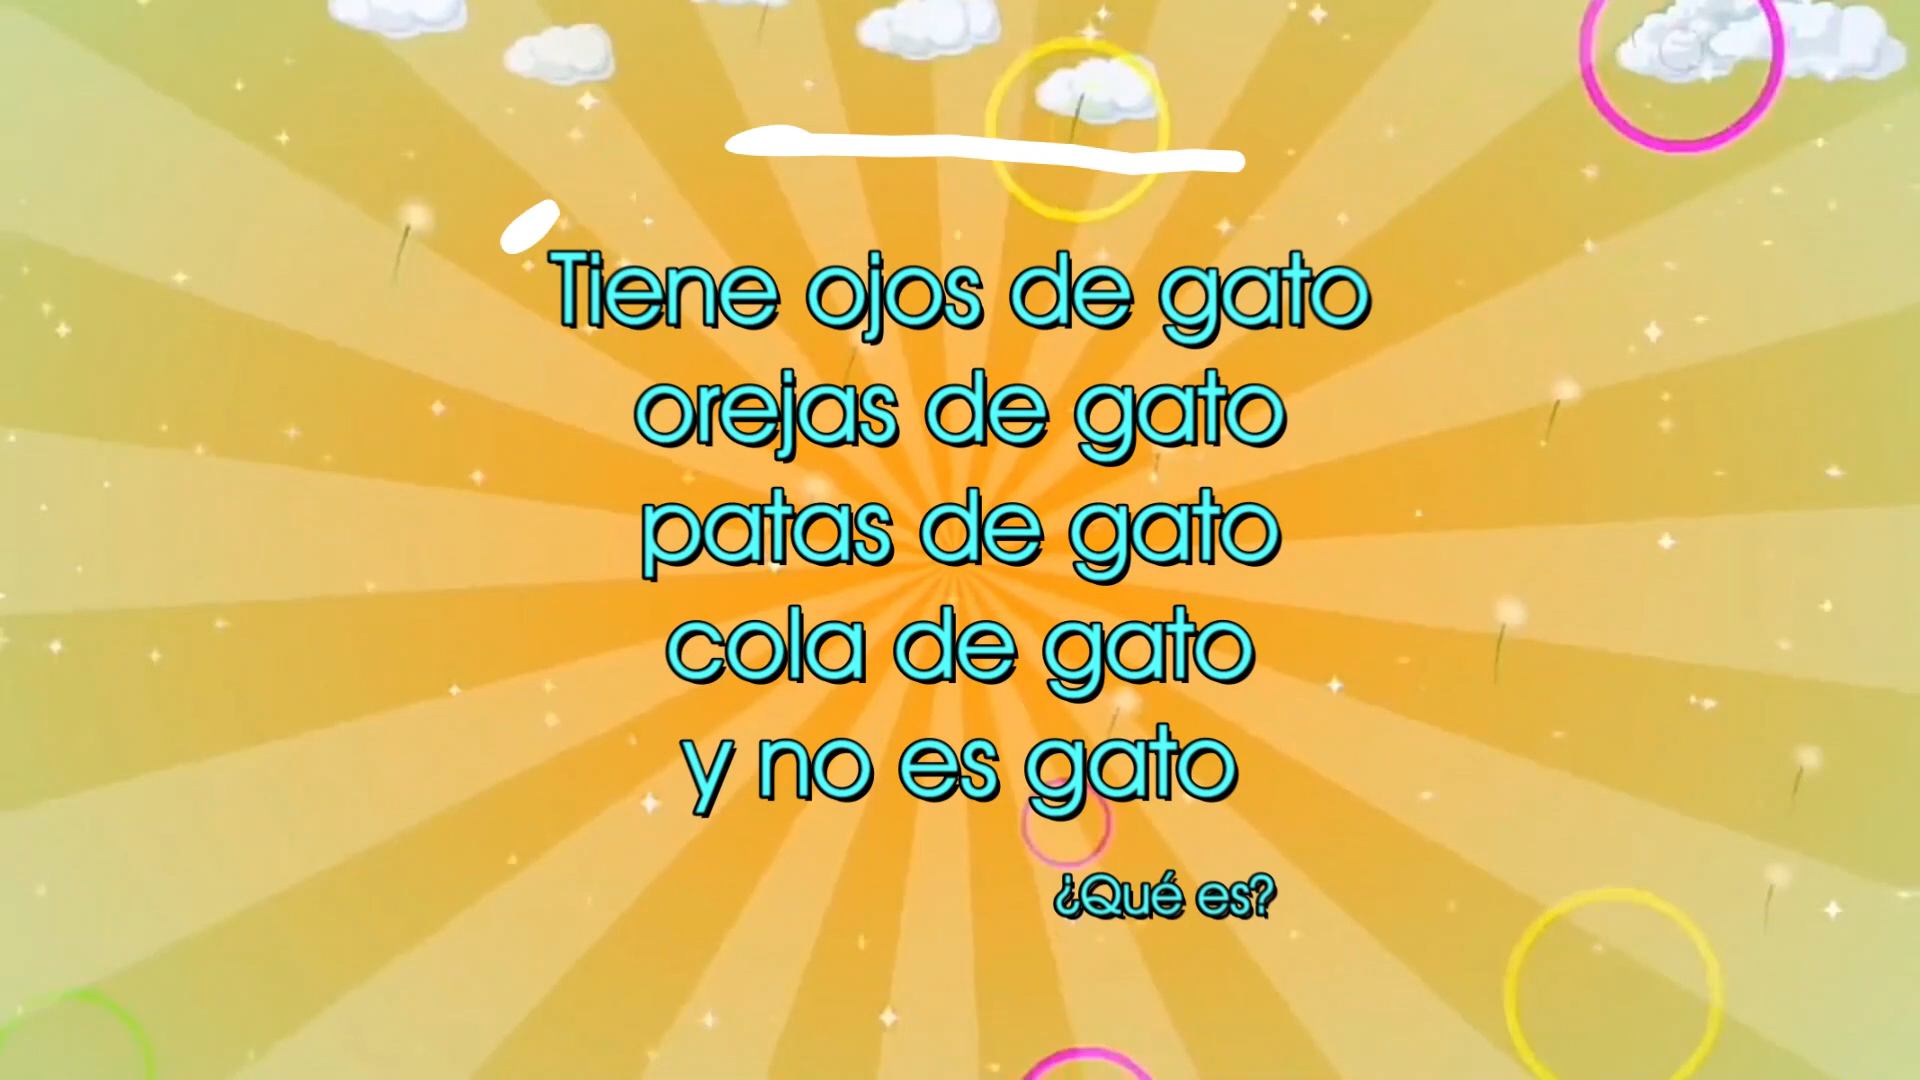 Tiene ojos de gato
orejas de gato
patas de gato
cola de gato
y no es gato
¿Qué es?